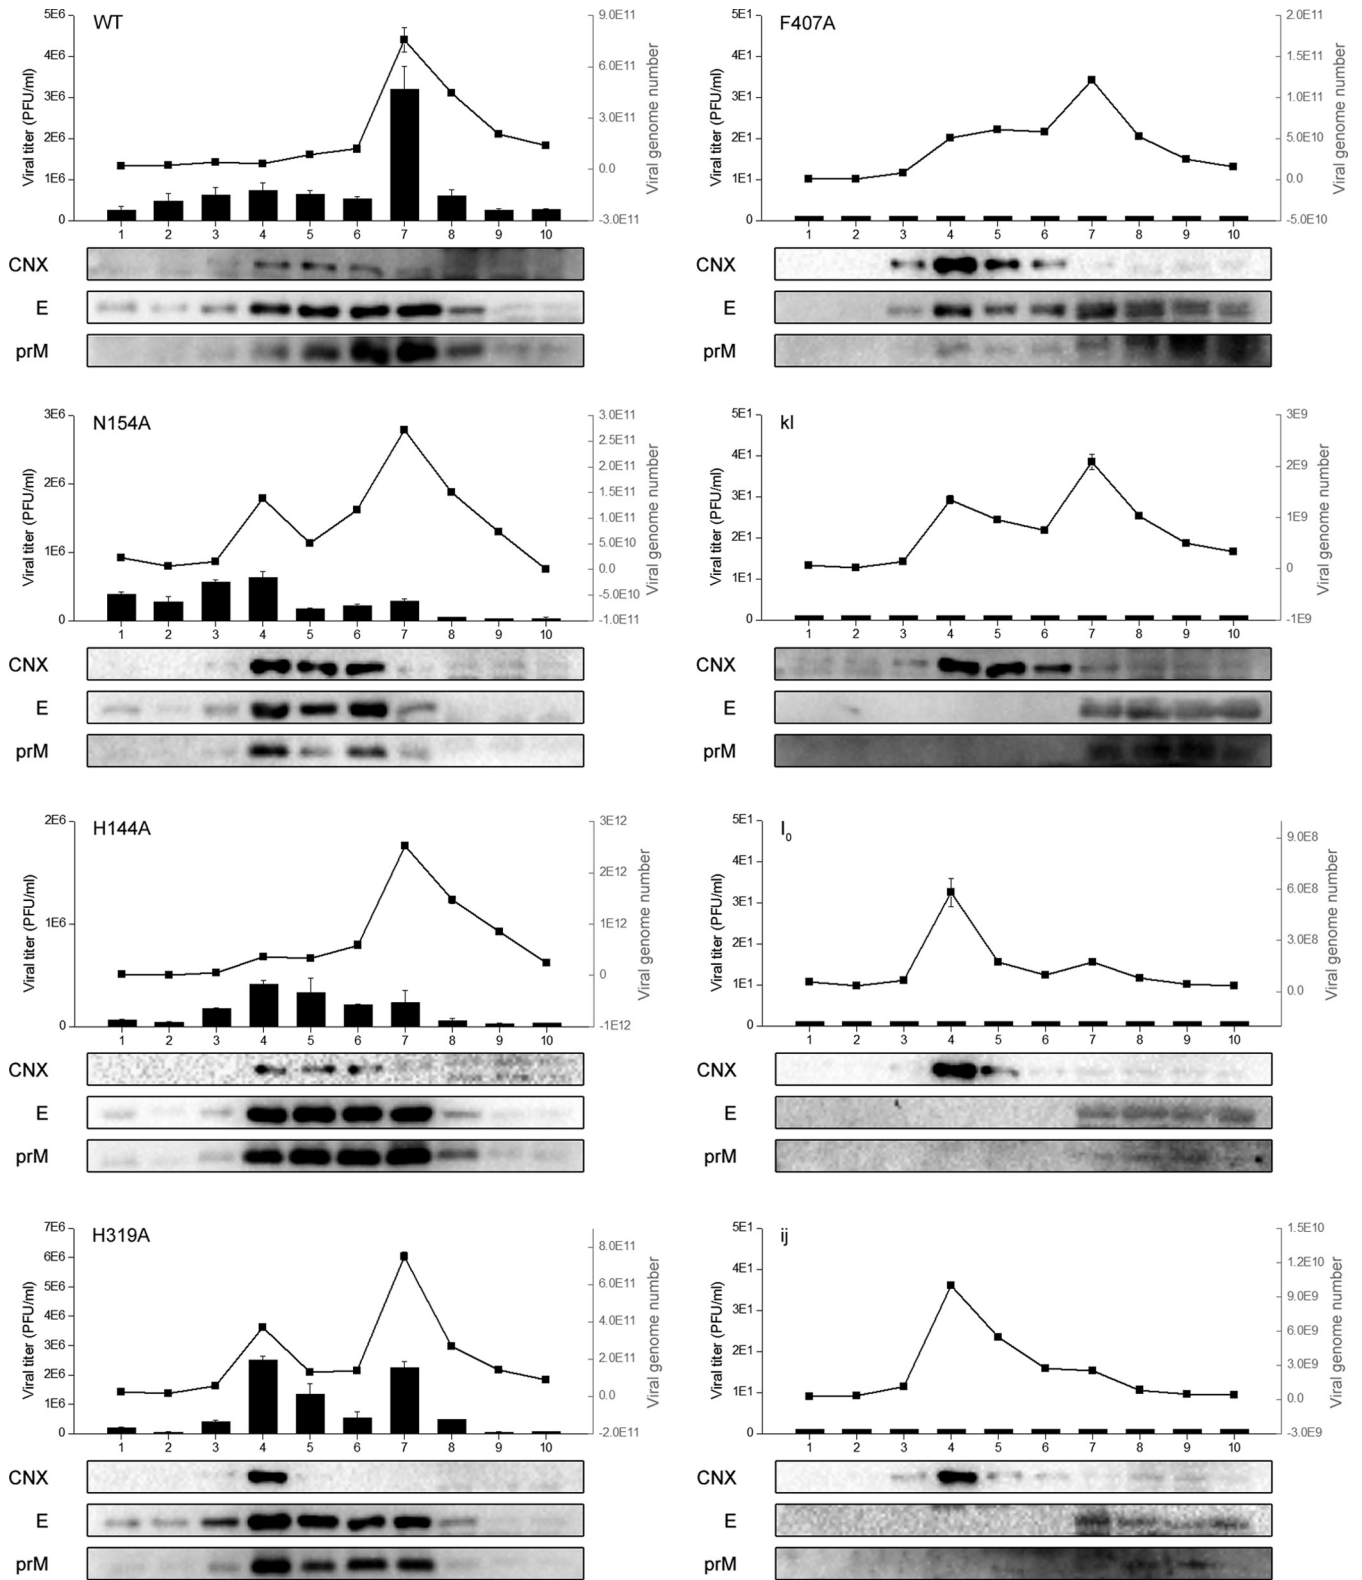 WT
Viral titer (PFU/ml)
5E6
4E6
3E6
2E6
1E6
0
9.0E11
6.0E11
3.0E11
0.0
-3.0E11
Viral genome number
1 2 3 4 5 6 7 8 9 10
CNX
E
prM
F407A
Viral titer (PFU/ml)
5E1
4E1
3E1
2E1
1E1
0
2.0E11
1.5E11
1.0E11
5.0E10
0.0
-5.0E10
Viral genome number
1 2 3 4 5 6 7 8 9 10
CNX
E
prM
N154A
Viral titer (PFU/ml)
3E6
2E6
1E6
0
3.0E11
2.5E11
2.0E11
1.5E11
1.0E11
5.0E10
0.0
-5.0E10
-1.0E11
Viral genome number
1 2 3 4 5 6 7 8 9 10
CNX
E
prM
kl
Viral titer (PFU/ml)
5E1
4E1
3E1
2E1
1E1
0
3E9
2E9
1E9
0
-1E9
Viral genome number
1 2 3 4 5 6 7 8 9 10
CNX
E
prM
H144A
Viral titer (PFU/ml)
2E6
1E6
0
3E12
2E12
1E12
0
-1E12
Viral genome number
1 2 3 4 5 6 7 8 9 10
CNX
E
prM
l₀
Viral titer (PFU/ml)
5E1
4E1
3E1
2E1
1E1
0
9.0E8
6.0E8
3.0E8
0.0
Viral genome number
1 2 3 4 5 6 7 8 9 10
CNX
E
prM
H319A
Viral titer (PFU/ml)
7E6
6E6
5E6
4E6
3E6
2E6
1E6
0
8.0E11
6.0E11
4.0E11
2.0E11
0.0
-2.0E11
Viral genome number
1 2 3 4 5 6 7 8 9 10
CNX
E
prM
ij
Viral titer (PFU/ml)
5E1
4E1
3E1
2E1
1E1
0
1.5E10
1.2E10
9.0E9
6.0E9
3.0E9
0.0
-3.0E9
Viral genome number
1 2 3 4 5 6 7 8 9 10
CNX
E
prM